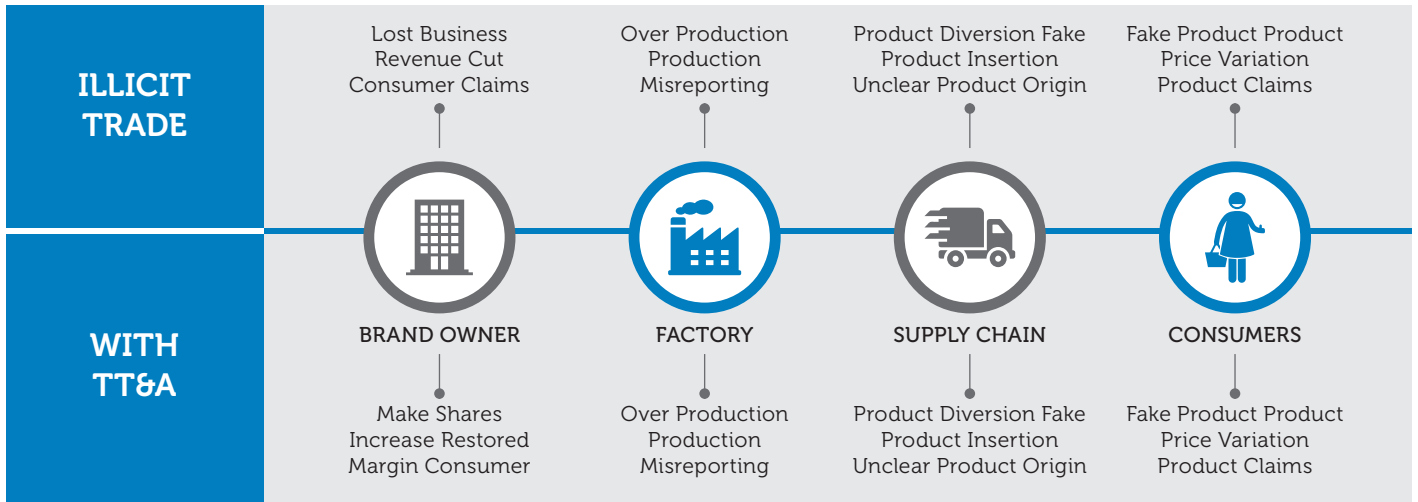 ILLICIT
TRADE
Lost Business
Revenue Cut
Consumer Claims
Over Production
Production
Misreporting
Product Diversion Fake
Product Insertion
Unclear Product Origin
Fake Product Product
Price Variation
Product Claims
BRAND OWNER
FACTORY
SUPPLY CHAIN
CONSUMERS
WITH
TT&A
Make Shares
Increase Restored
Margin Consumer
Over Production
Production
Misreporting
Product Diversion Fake
Product Insertion
Unclear Product Origin
Fake Product Product
Price Variation
Product Claims